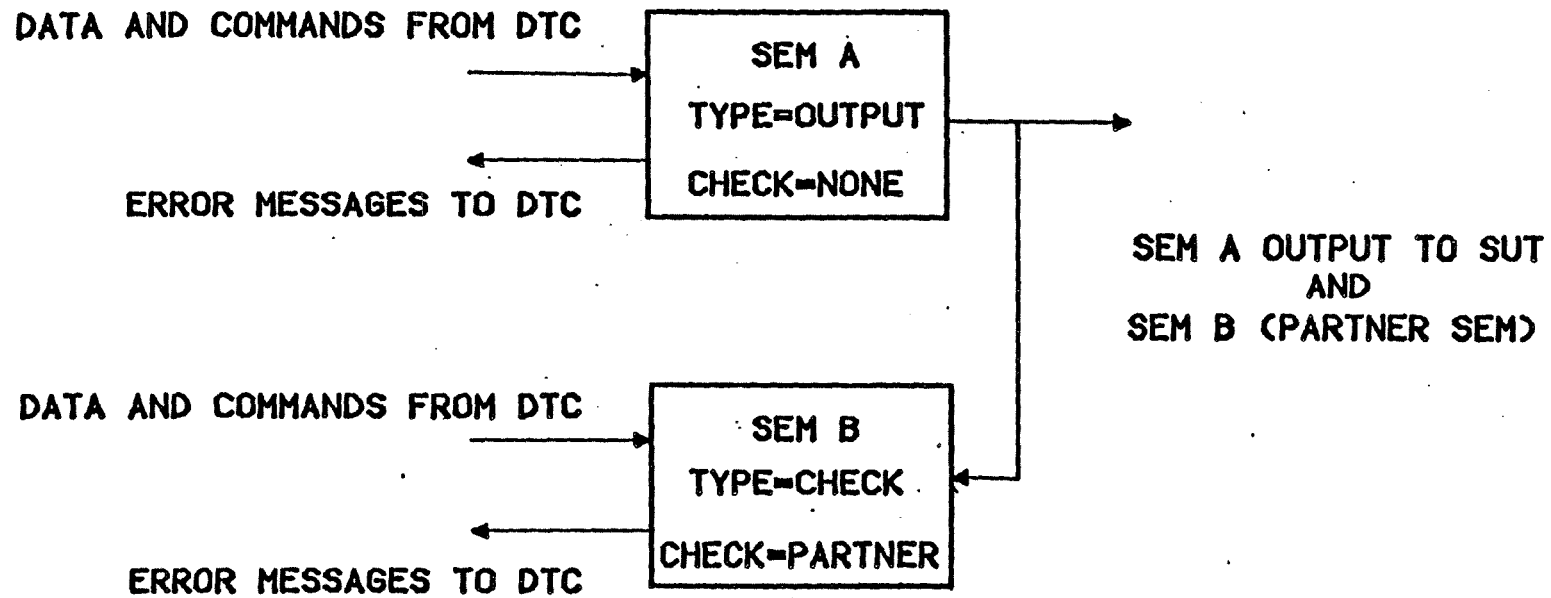 DATA AND COMMANDS FROM DTC
SEM A
TYPE=OUTPUT
CHECK=NONE
ERROR MESSAGES TO DTC
SEM A OUTPUT TO SUT
AND
SEM B (PARTNER SEM)
DATA AND COMMANDS FROM DTC
SEM B
TYPE=CHECK
CHECK=PARTNER
ERROR MESSAGES TO DTC